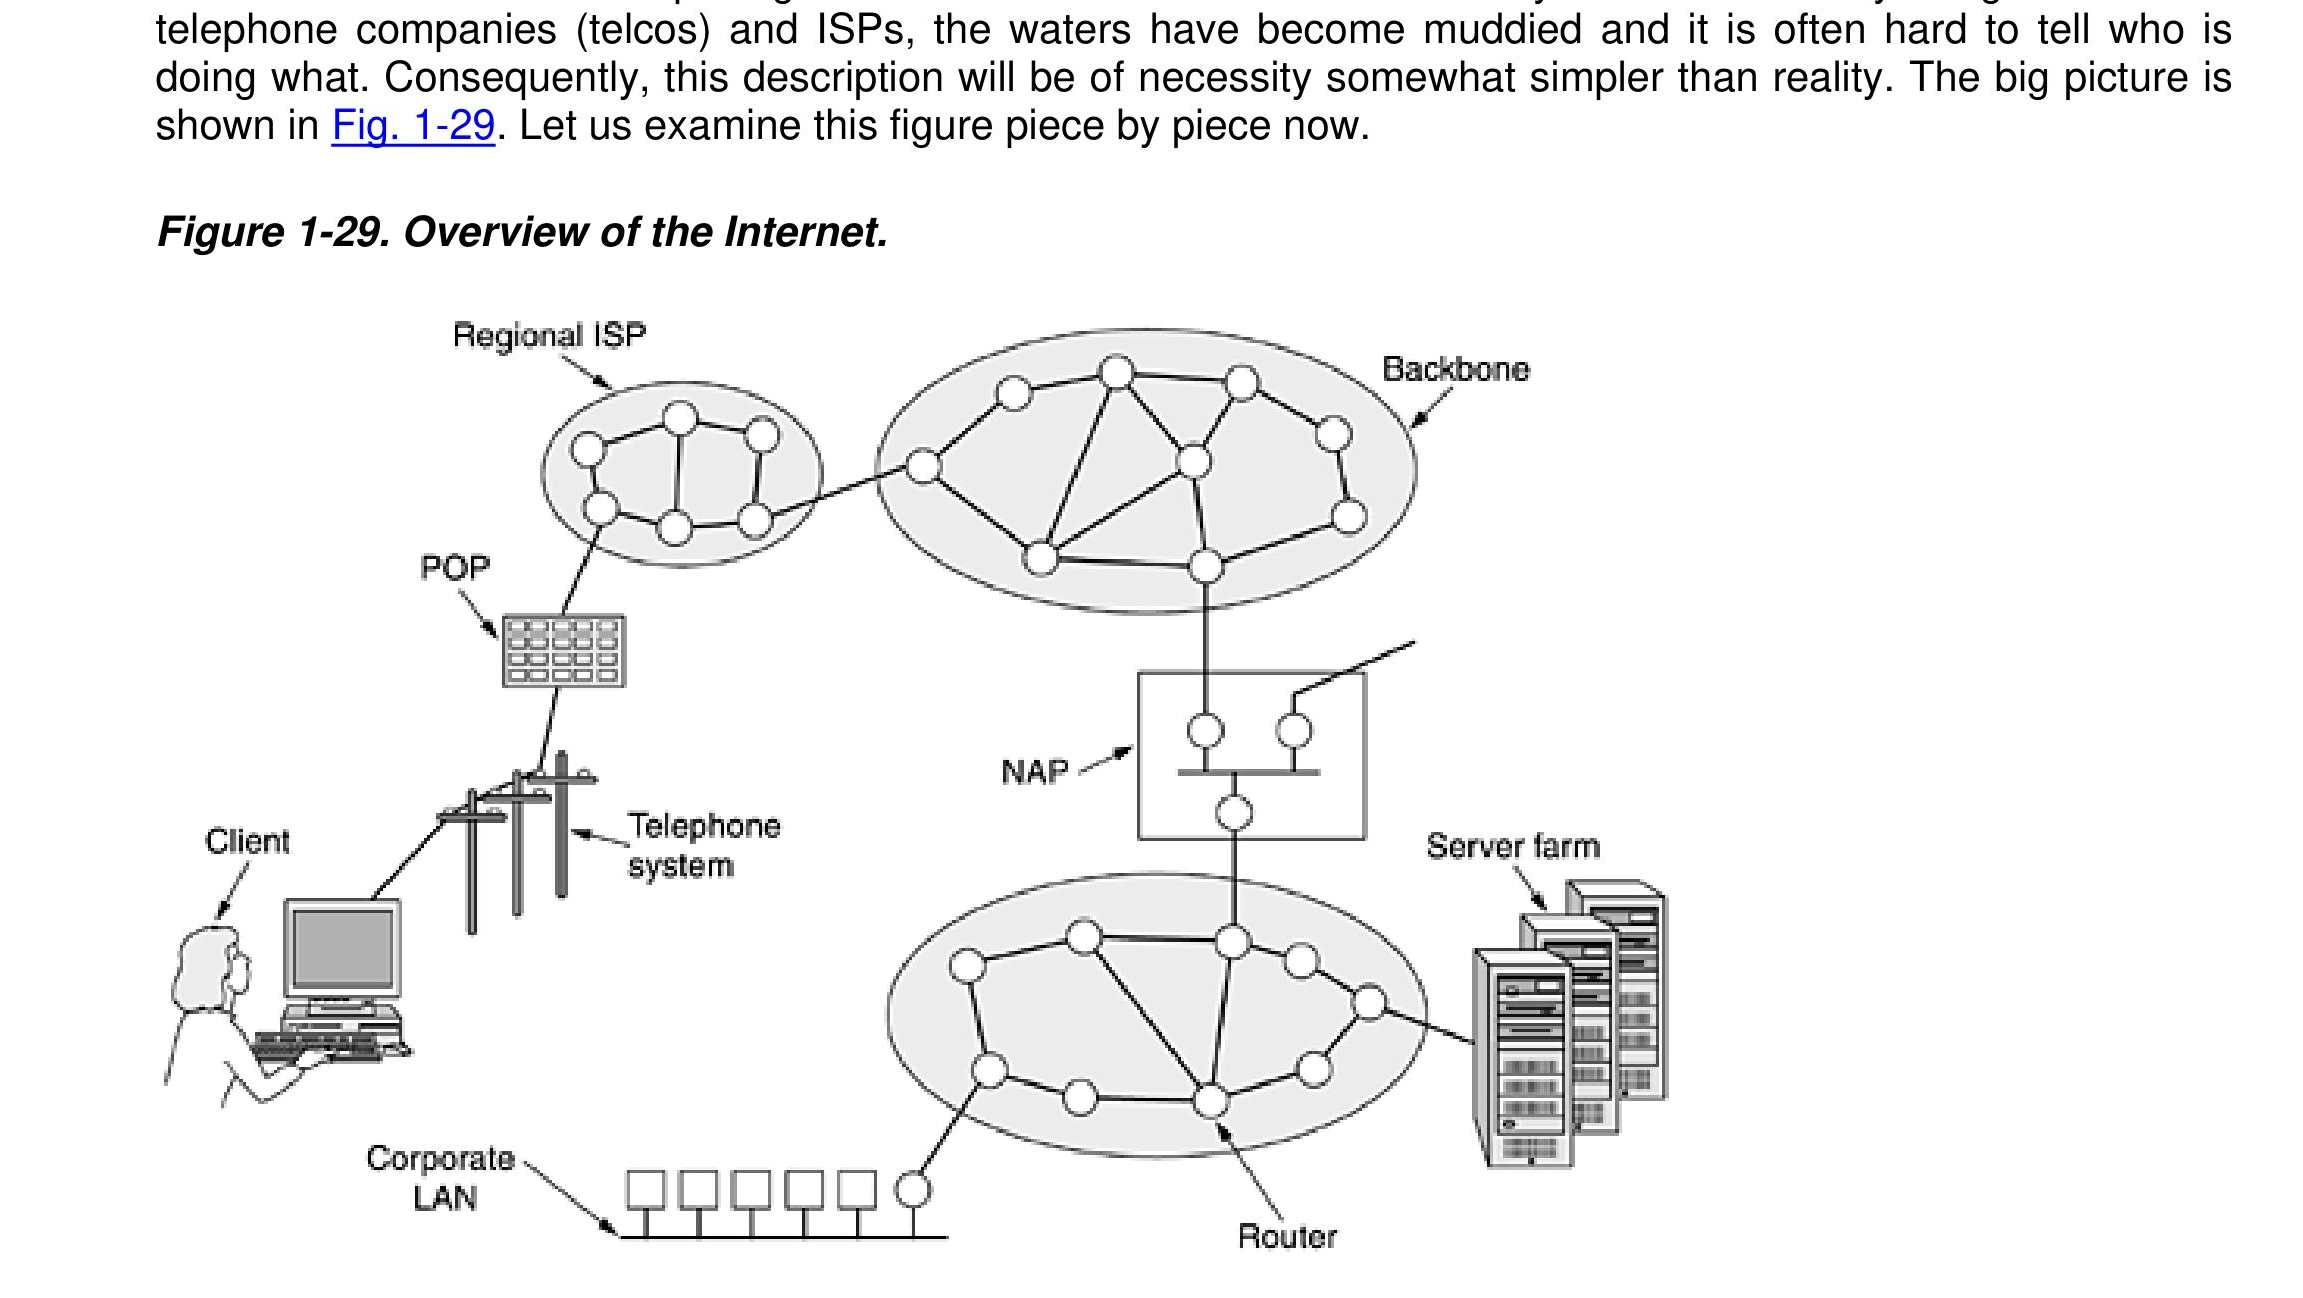 telephone companies (telcos) and ISPs, the waters have become muddied and it is often hard to tell who is
doing what. Consequently, this description will be of necessity somewhat simpler than reality. The big picture is
shown in Fig. 1-29. Let us examine this figure piece by piece now.
Figure 1-29. Overview of the Internet.
Regional ISP
Backbone
POP
NAP
Telephone
system
Client
Server farm
Corporate
LAN
Router